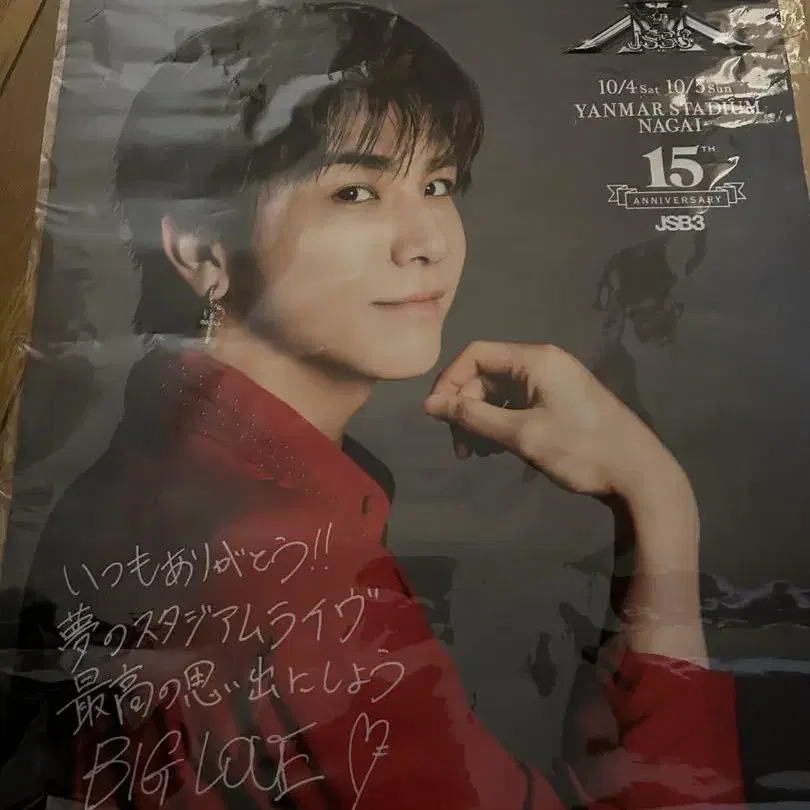 JSB3
10/4 Sat 10/5 Sun
YANMAR STADIUM
NAGAI
15TH
ANNIVERSARY
JSB3
いつもありがとう!!
夢のスタジアムライヴ
最高の思い出にしよう
BIG LOVE